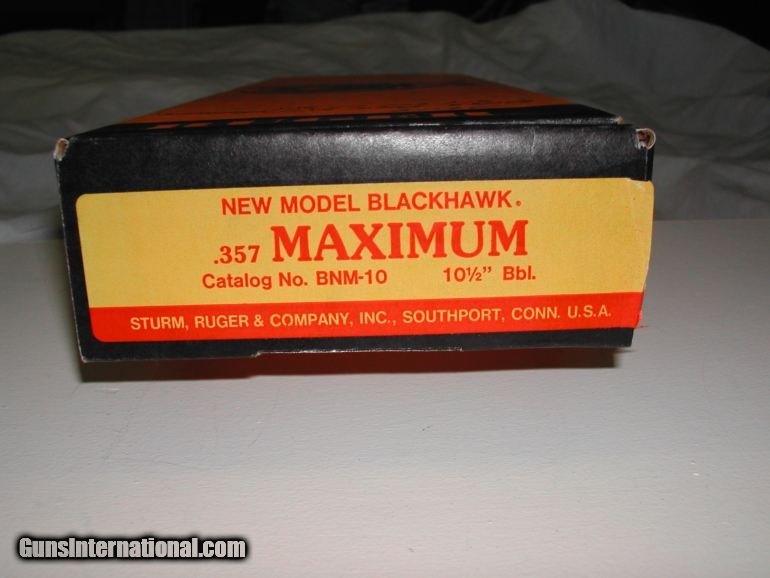 NEW MODEL BLACKHAWK®
.357 MAXIMUM
Catalog No. BNM-10 10½" Bbl.
STURM, RUGER & COMPANY, INC., SOUTHPORT, CONN. U.S.A.
GunsInternational.com